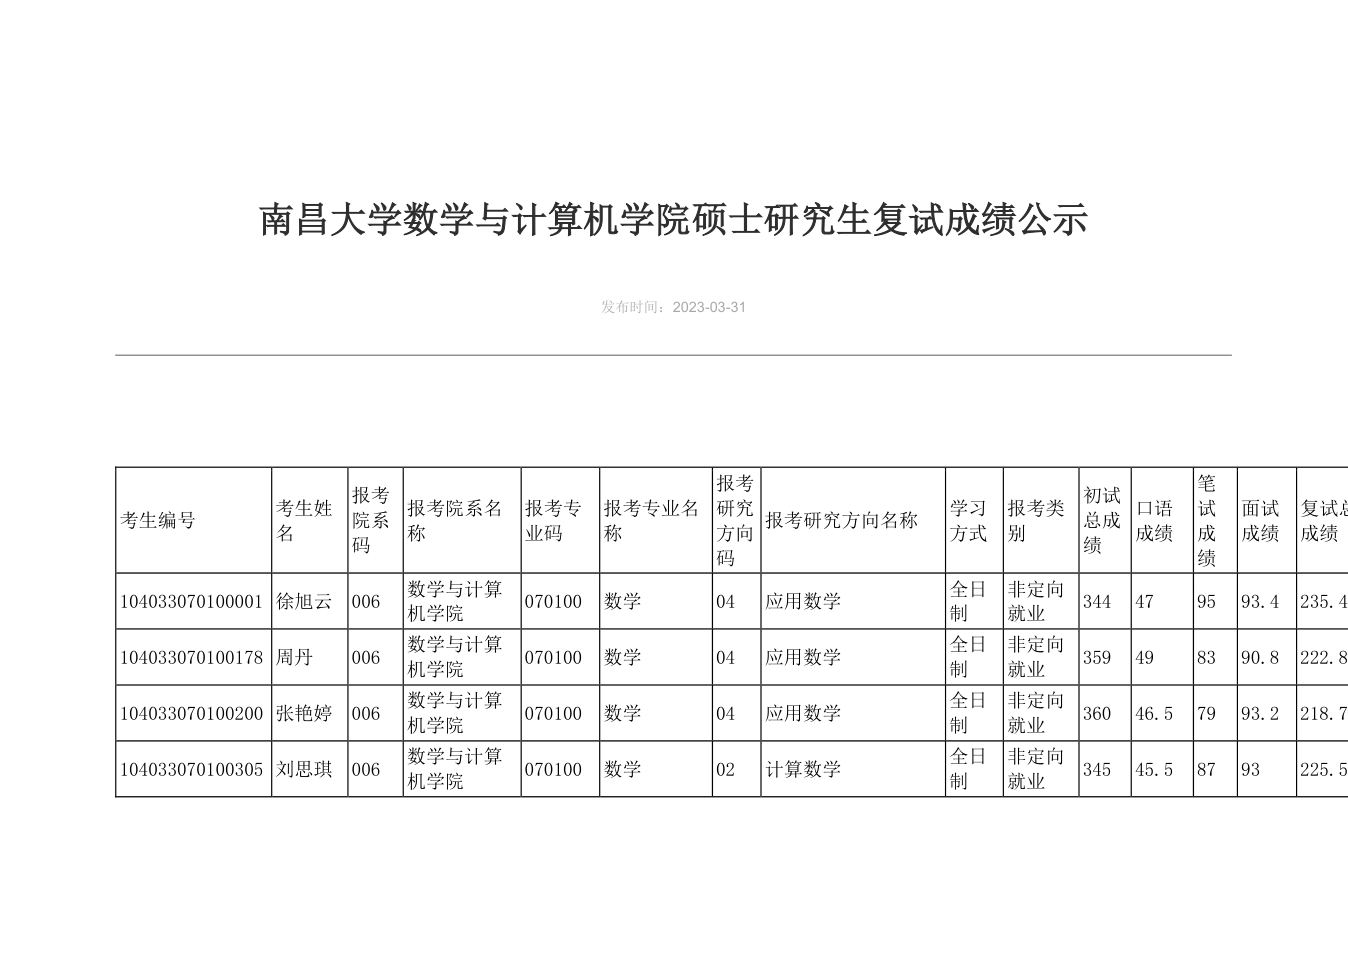 南昌大学数学与计算机学院硕士研究生复试成绩公示
发布时间：2023-03-31
考生编号 考生姓名 报考院系码 报考院系名称 报考专业码 报考专业名称 报考研究方向码 报考研究方向名称 学习方式 报考类别 初试总成绩 口语成绩 笔试成绩 面试成绩 复试总成绩
104033070100001 徐旭云 006 数学与计算机学院 070100 数学 04 应用数学 全日制 非定向就业 344 47 95 93.4 235.4
104033070100178 周丹 006 数学与计算机学院 070100 数学 04 应用数学 全日制 非定向就业 359 49 83 90.8 222.8
104033070100200 张艳婷 006 数学与计算机学院 070100 数学 04 应用数学 全日制 非定向就业 360 46.5 79 93.2 218.7
104033070100305 刘思琪 006 数学与计算机学院 070100 数学 02 计算数学 全日制 非定向就业 345 45.5 87 93 225.5